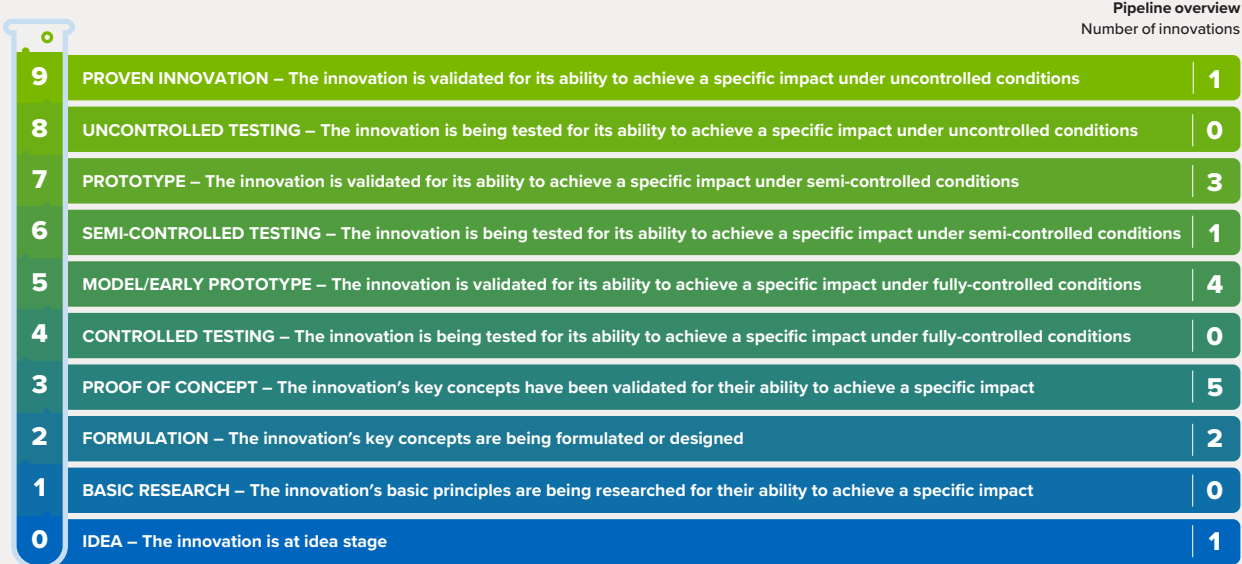 Pipeline overview
Number of innovations
9 PROVEN INNOVATION – The innovation is validated for its ability to achieve a specific impact under uncontrolled conditions 1
8 UNCONTROLLED TESTING – The innovation is being tested for its ability to achieve a specific impact under uncontrolled conditions 0
7 PROTOTYPE – The innovation is validated for its ability to achieve a specific impact under semi-controlled conditions 3
6 SEMI-CONTROLLED TESTING – The innovation is being tested for its ability to achieve a specific impact under semi-controlled conditions 1
5 MODEL/EARLY PROTOTYPE – The innovation is validated for its ability to achieve a specific impact under fully-controlled conditions 4
4 CONTROLLED TESTING – The innovation is being tested for its ability to achieve a specific impact under fully-controlled conditions 0
3 PROOF OF CONCEPT – The innovation’s key concepts have been validated for their ability to achieve a specific impact 5
2 FORMULATION – The innovation’s key concepts are being formulated or designed 2
1 BASIC RESEARCH – The innovation’s basic principles are being researched for their ability to achieve a specific impact 0
0 IDEA – The innovation is at idea stage 1